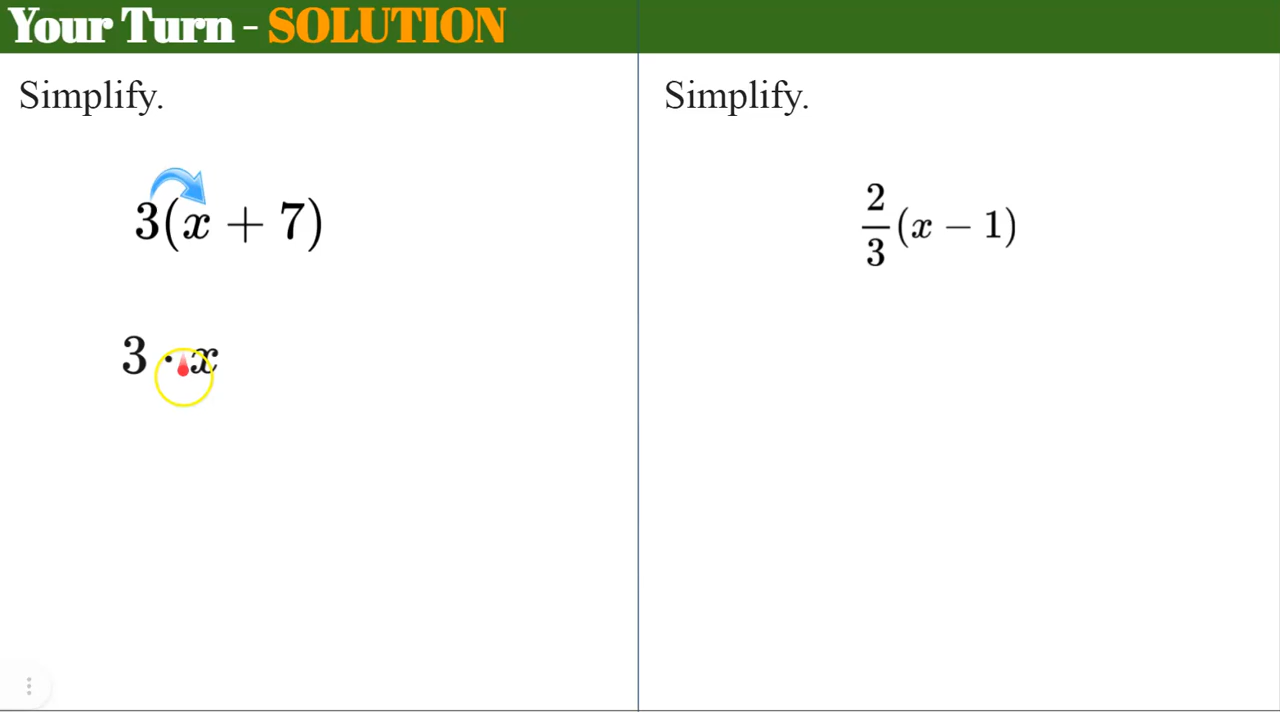 Your Turn - SOLUTION
Simplify.
3(x + 7)
3 · x
Simplify.
2/3(x − 1)